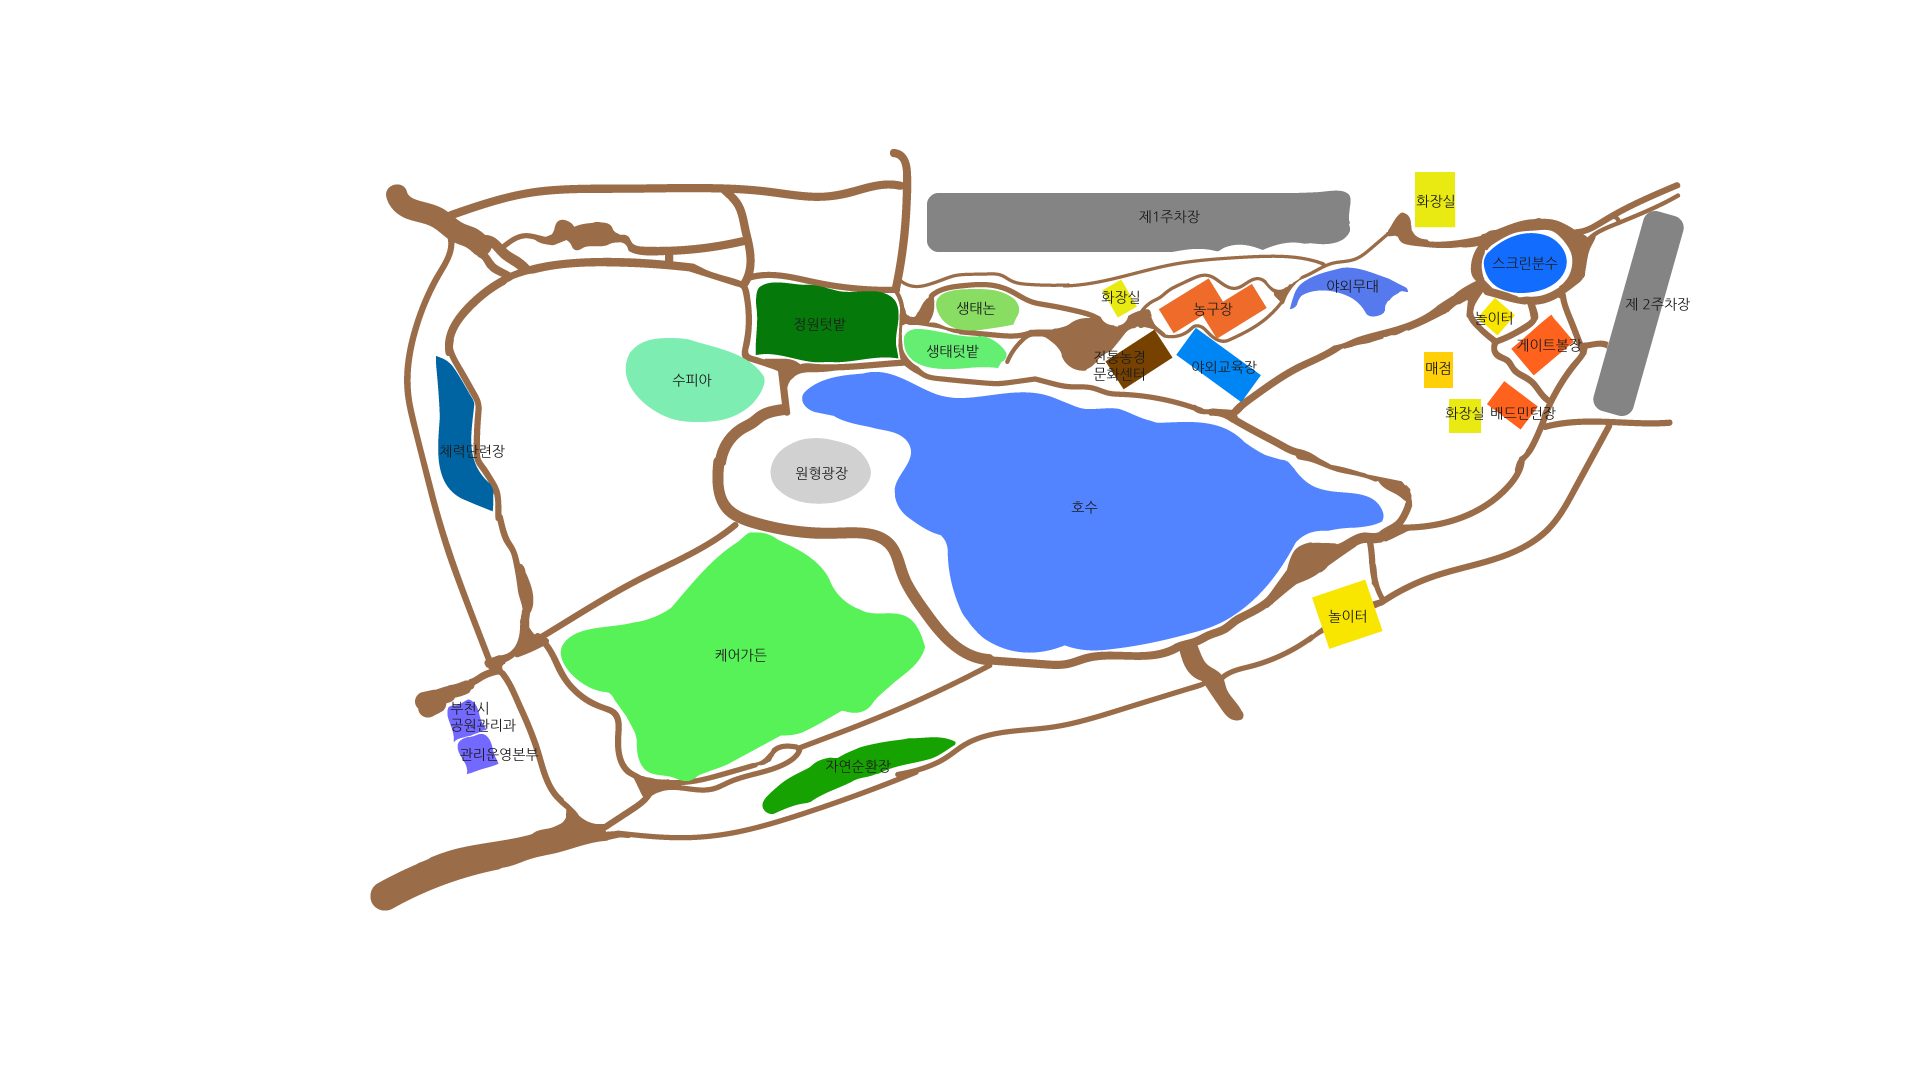 화장실
제1주차장
스크린분수
야외무대
화장실
제 2주차장
생태논
농구장
놀이터
정원텃밭
게이트볼장
생태텃밭
전통농경
문화센터
야외교육장
매점
수피아
화장실
배드민턴장
체력단련장
원형광장
호수
놀이터
케어가든
부천시
공원관리과
관리운영본부
자연순환장